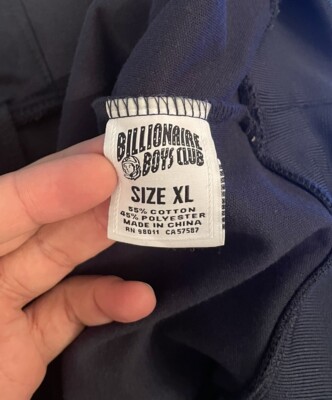 BILLIONAIRE
BOYS CLUB
SIZE XL
55% COTTON
45% POLYESTER
MADE IN CHINA
RN 98011 CA57587